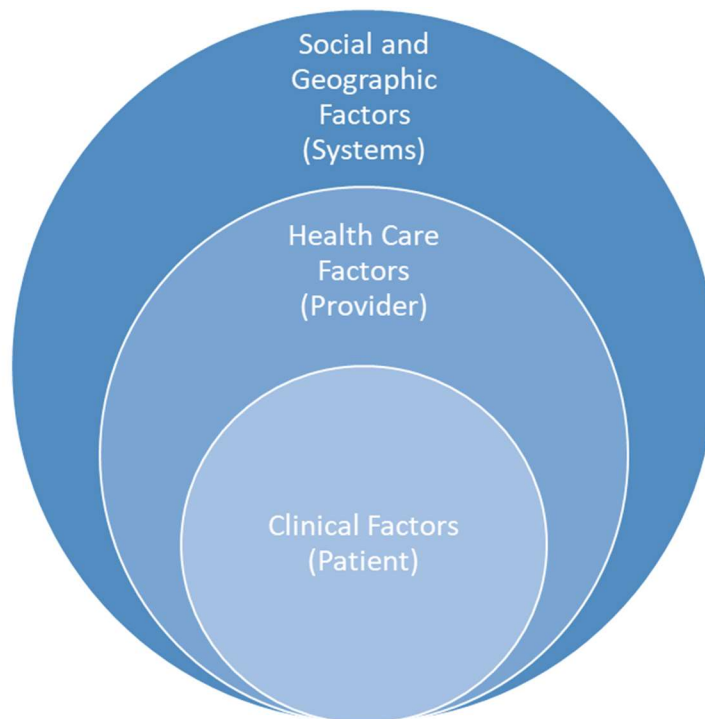 Social and
Geographic
Factors
(Systems)
Health Care
Factors
(Provider)
Clinical Factors
(Patient)